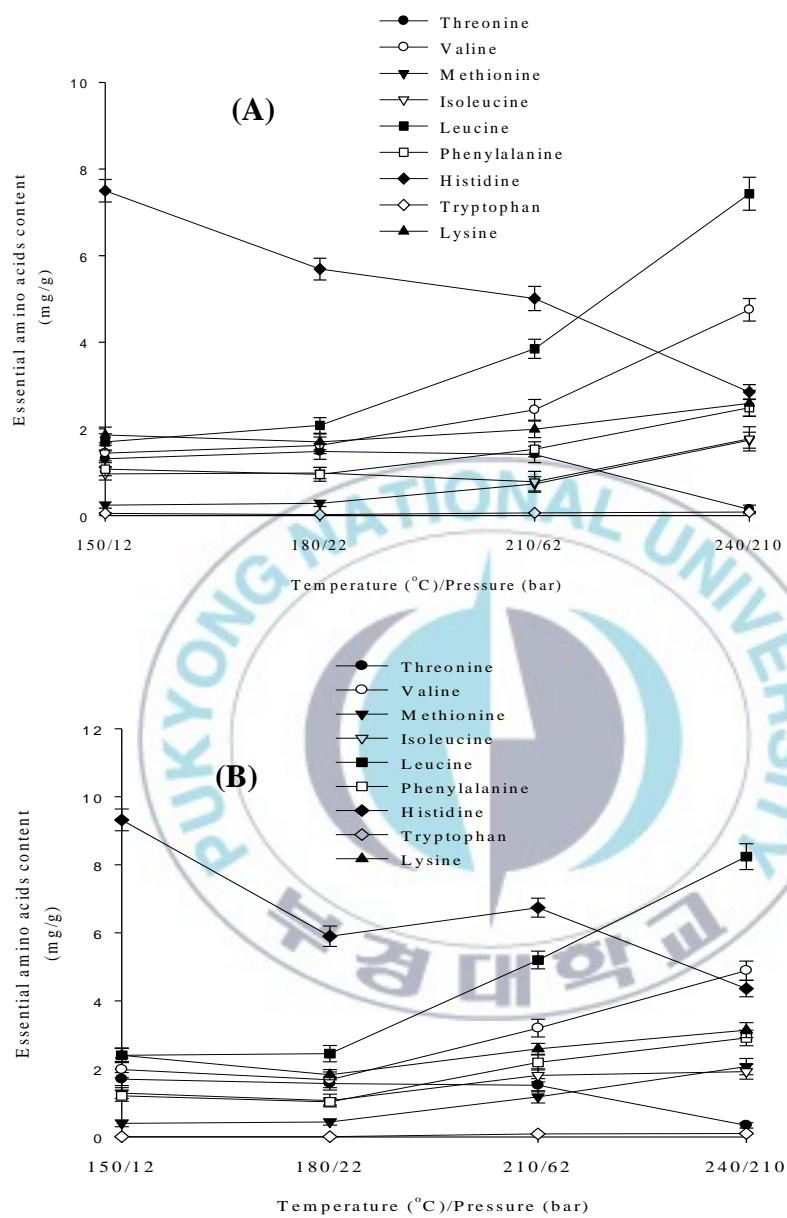 Threonine
Valine
Methionine
Isoleucine
Leucine
Phenylalanine
Histidine
Tryptophan
Lysine
(A)
10
8
6
4
2
0
Essential amino acids content
(mg/g)
150/12 180/22 210/62 240/210
Temperature (°C)/Pressure (bar)
PUKYONG NATIONAL UNIVERSITY
부경대학교
Threonine
Valine
Methionine
Isoleucine
Leucine
Phenylalanine
Histidine
Tryptophan
Lysine
(B)
12
10
8
6
4
2
0
Essential amino acids content
(mg/g)
150/12 180/22 210/62 240/210
Temperature (°C)/Pressure (bar)